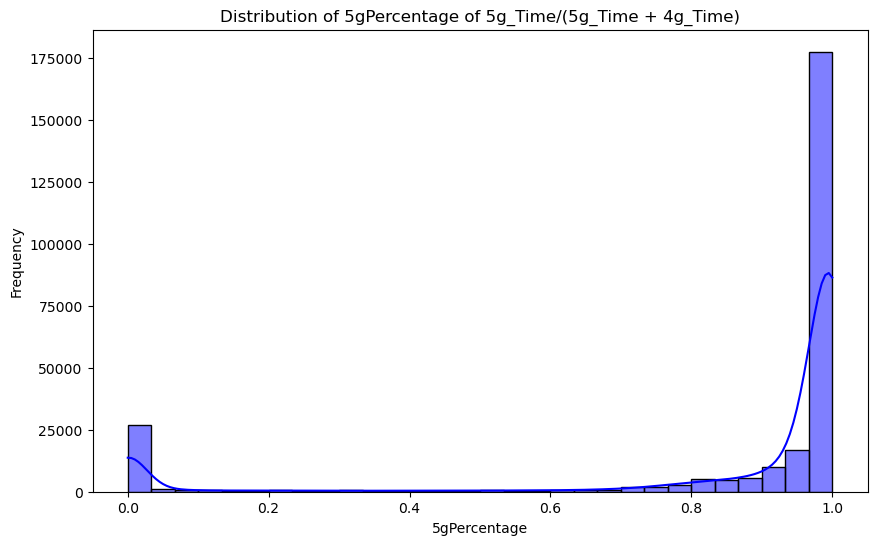 Distribution of 5gPercentage of 5g_Time/(5g_Time + 4g_Time)
175000
150000
125000
100000
75000
50000
25000
0
Frequency
0.0 0.2 0.4 0.6 0.8 1.0
5gPercentage